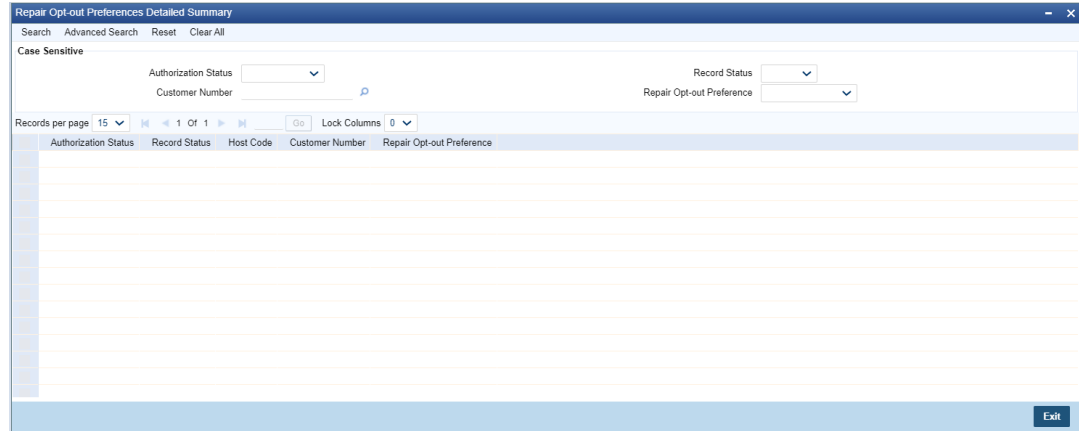 Repair Opt-out Preferences Detailed Summary
Search Advanced Search Reset Clear All
Case Sensitive
Authorization Status Record Status
Customer Number Repair Opt-out Preference
Records per page 15 1 Of 1 Go Lock Columns 0
Authorization Status Record Status Host Code Customer Number Repair Opt-out Preference
Exit